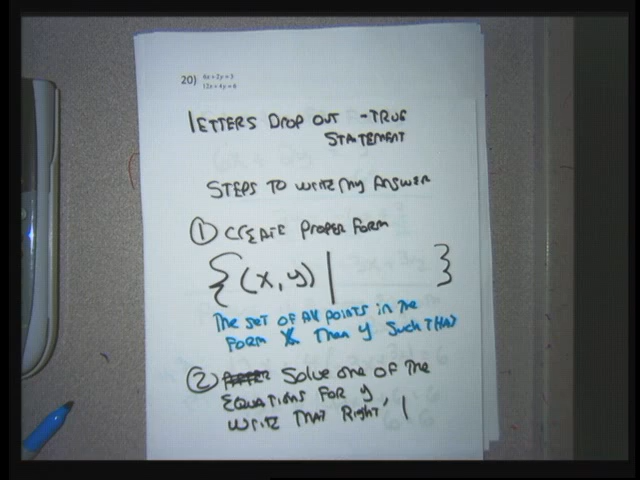 20) 6x + 2y = 3
12x + 4y = 6
LETTERS DROP OUT - TRUE
STATEMENT
STEPS TO WRITE MY ANSWER
① CREATE PROPER FORM
{(x, y) | }
THE SET OF ALL POINTS IN THE
FORM X THEN Y SUCH THAT
② SOLVE ONE OF THE
EQUATIONS FOR y,
WRITE THAT RIGHT |